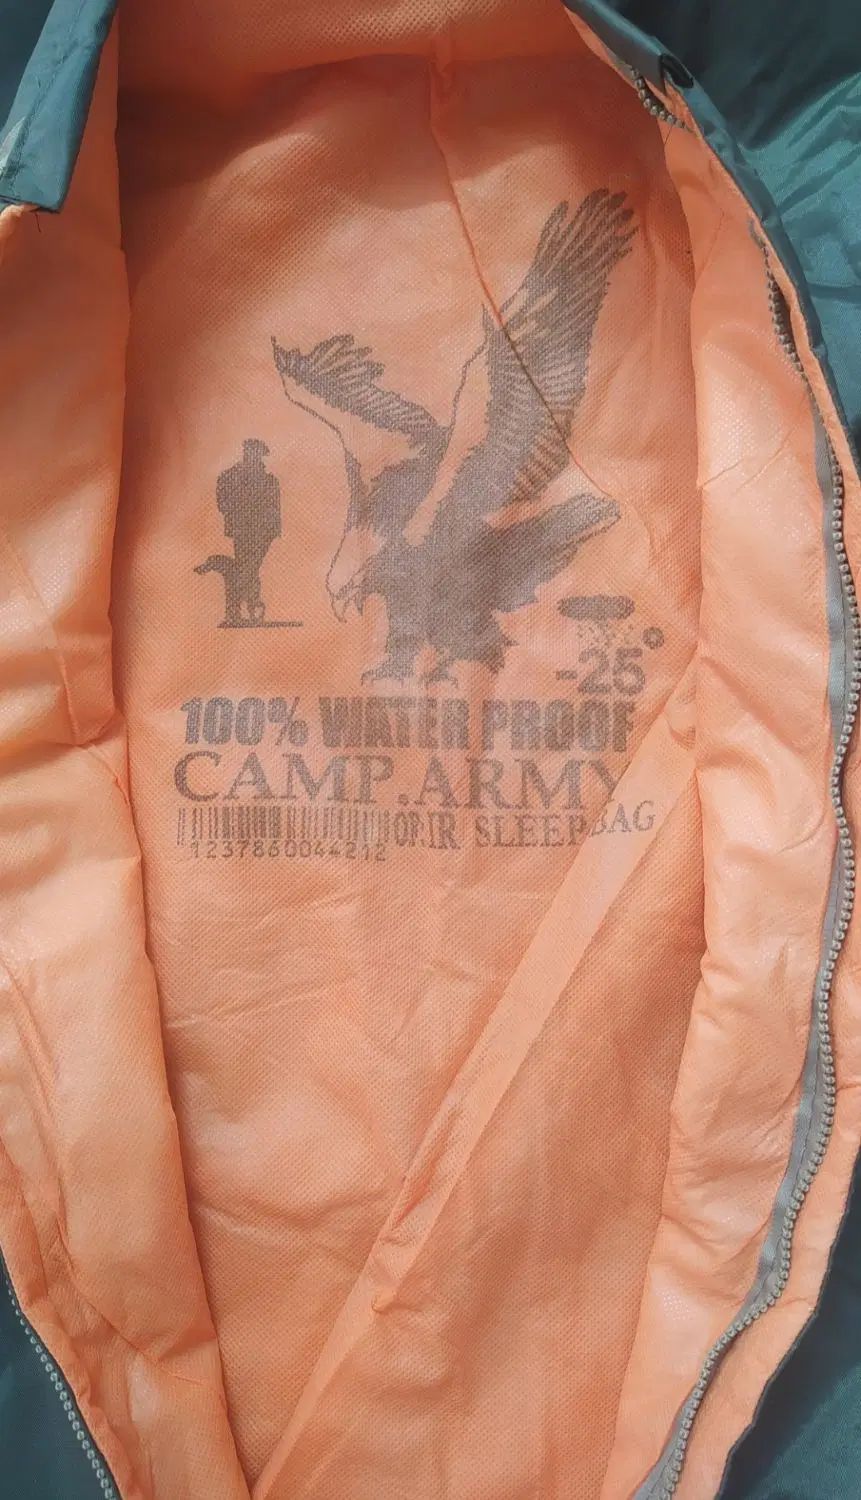 -25°
100% WATER PROOF
CAMP.ARMY
SLEEP BAG
1237860044212